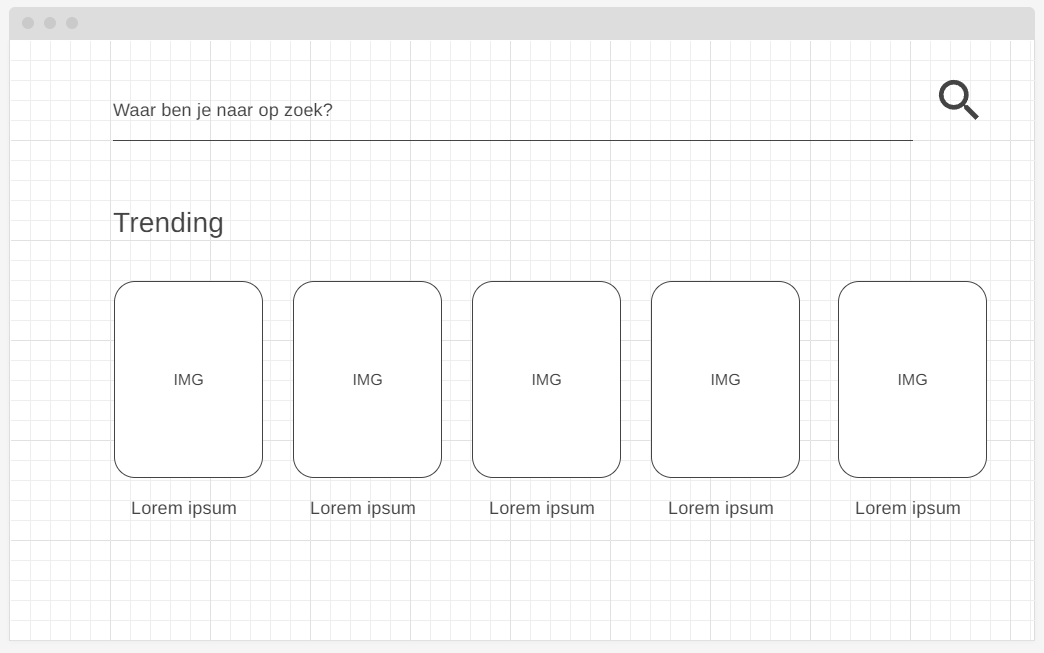 Waar ben je naar op zoek?
Trending
IMG IMG IMG IMG IMG
Lorem ipsum Lorem ipsum Lorem ipsum Lorem ipsum Lorem ipsum